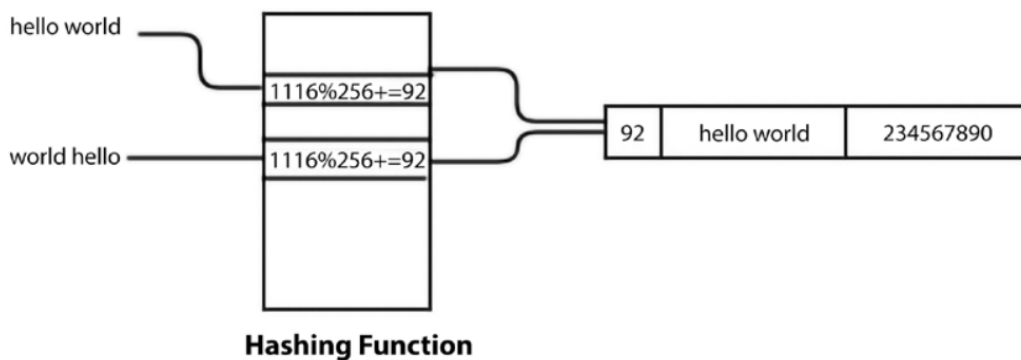 hello world
1116%256+=92
92 hello world 234567890
world hello
1116%256+=92
Hashing Function